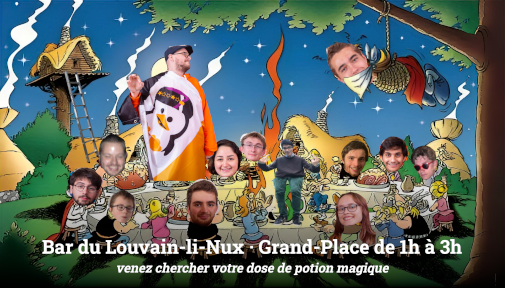 Bar du Louvain-li-Nux · Grand-Place de 1h à 3h
venez chercher votre dose de potion magique